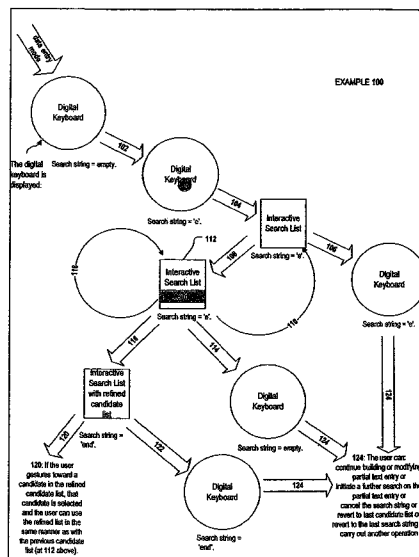 data entry
mode
EXAMPLE 100
Digital
Keyboard
The digital
keyboard is
displayed:
Search string = empty.
102
Digital
Keyboard
Search string = 'e'.
104
Interactive
Search List
Search string = 'e'.
106
108
112
Interactive
Search List
Search string = 'e'.
110
110
Digital
Keyboard
Search string = 'e'.
116
114
Interactive
Search List
with refined
candidate
list
Search string =
'end'.
Digital
Keyboard
Search string = empty.
124
124
120
122
120: If the user
gestures toward a
candidate in the refined
candidate list, that
candidate is selected
and the user can use
the refined list in the
same manner as with
the previous candidate
list (at 112 above).
Digital
Keyboard
Search string =
'end'.
124
124: The user can:
continue building or modifying
partial text entry or
initiate a further search on the
partial text entry or
cancel the search string or
revert to last candidate list or
revert to the last search string
carry out another operation